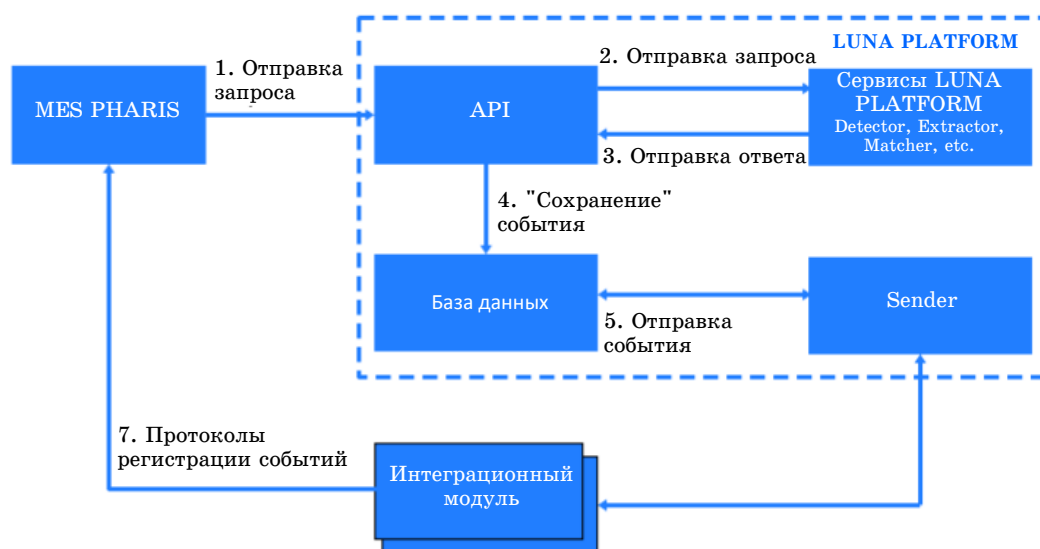 LUNA PLATFORM
1. Отправка
запроса
2. Отправка запроса
MES PHARIS
API
Сервисы LUNA
PLATFORM
Detector, Extractor,
Matcher, etc.
3. Отправка ответа
4. "Сохранение"
события
База данных
Sender
5. Отправка
события
7. Протоколы
регистрации событий
Интеграционный
модуль